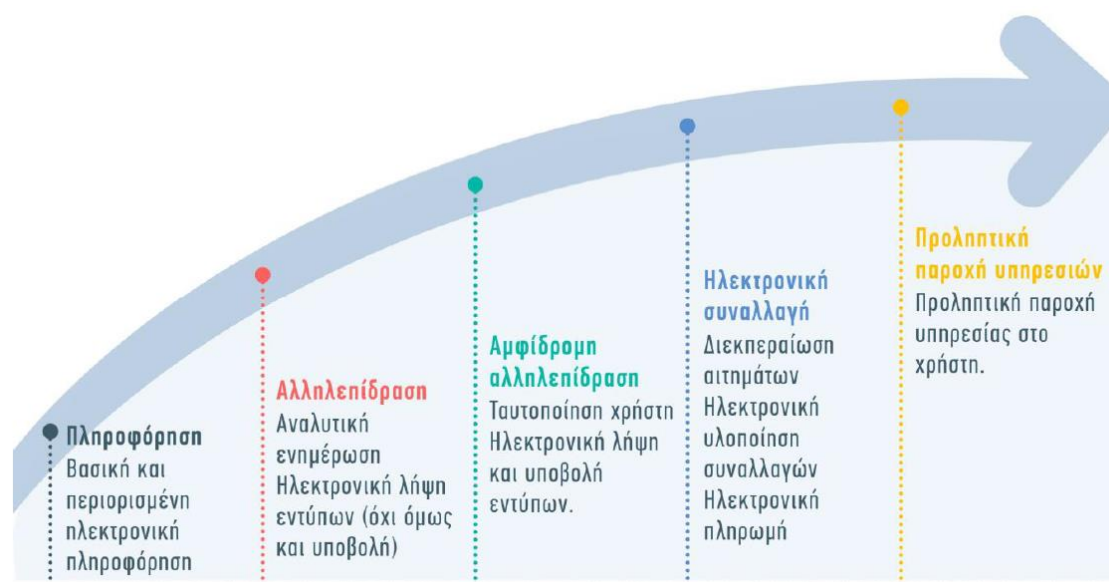 Πληροφόρηση
Βασική και
περιορισμένη
ηλεκτρονική
πληροφόρηση
Αλληλεπίδραση
Αναλυτική
ενημέρωση
Ηλεκτρονική λήψη
εντύπων (όχι όμως
και υποβολή)
Αμφίδρομη
αλληλεπίδραση
Ταυτοποίηση χρήστη
Ηλεκτρονική λήψη
και υποβολή
εντύπων.
Ηλεκτρονική
συναλλαγή
Διεκπεραίωση
αιτημάτων
Ηλεκτρονική
υλοποίηση
συναλλαγών
Ηλεκτρονική
πληρωμή
Προληπτική
παροχή υπηρεσιών
Προληπτική παροχή
υπηρεσίας στο
χρήστη.